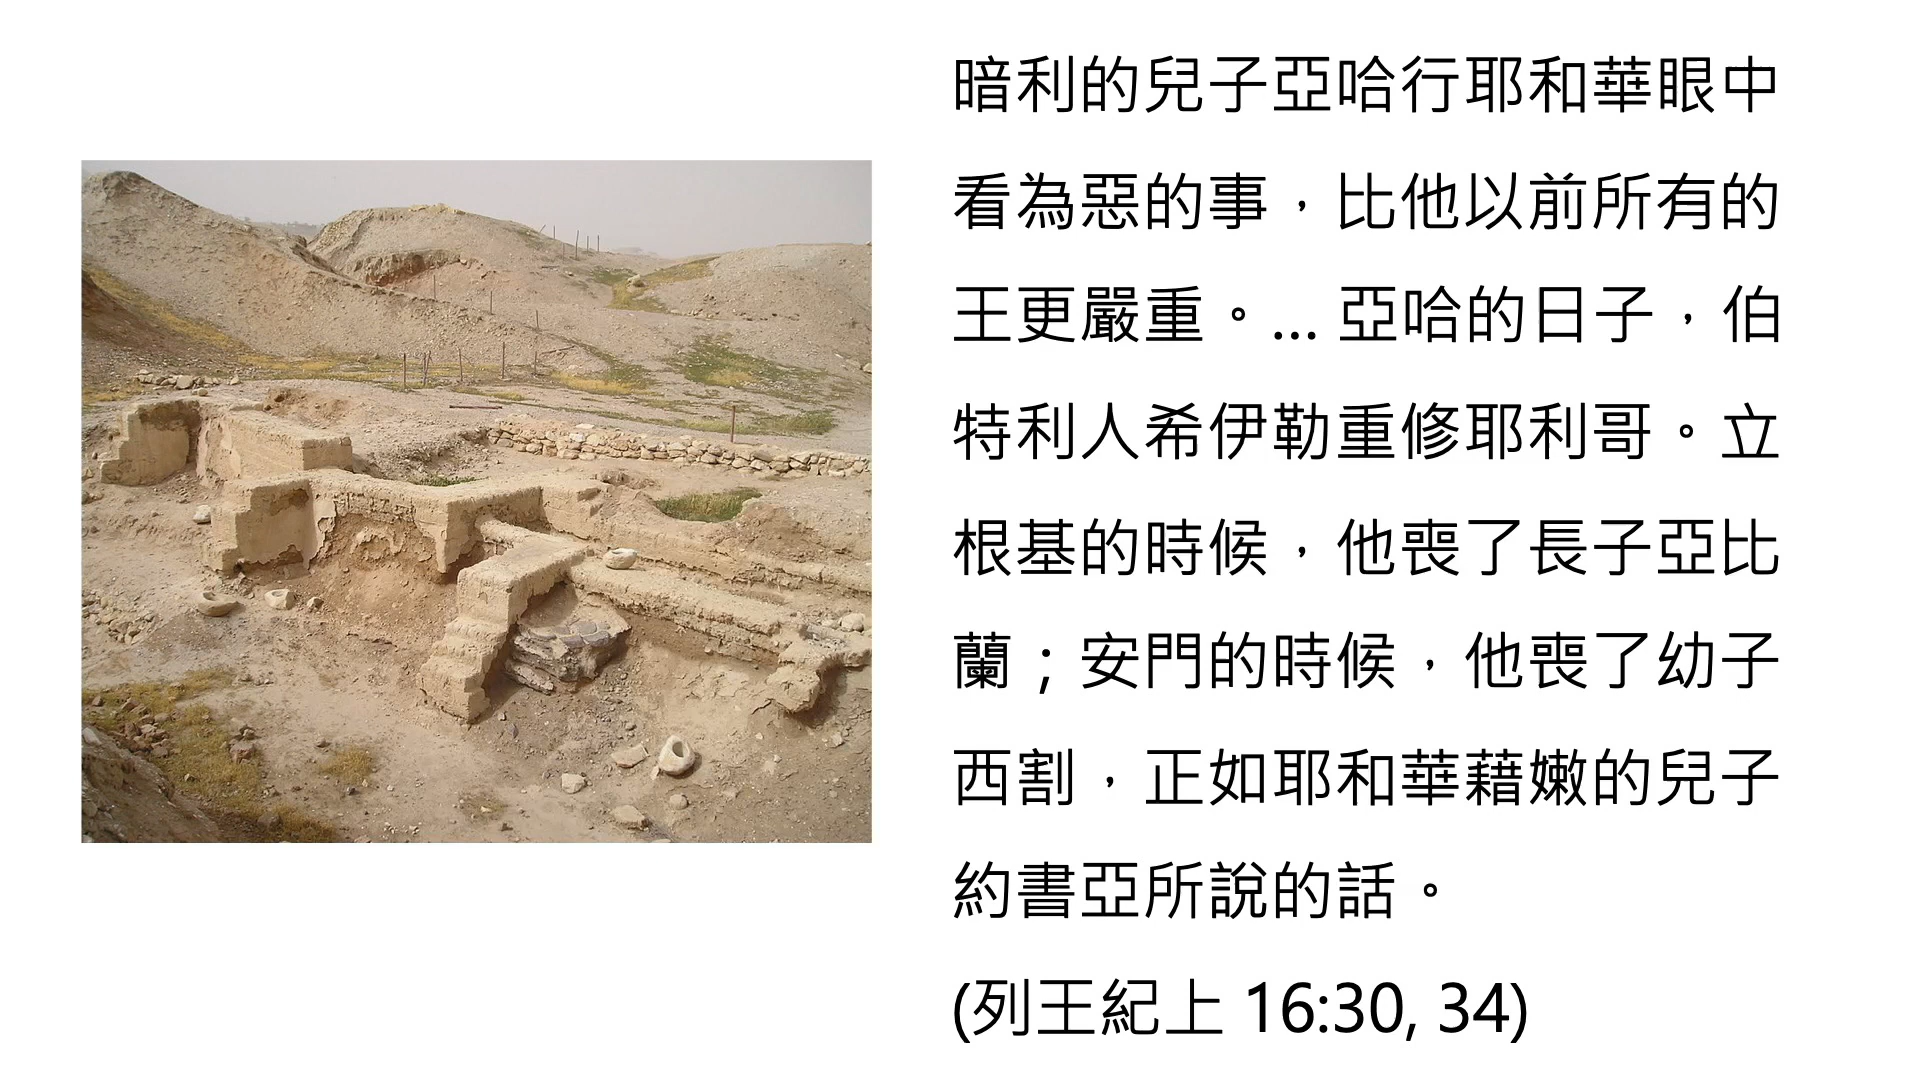 暗利的兒子亞哈行耶和華眼中
看為惡的事，比他以前所有的
王更嚴重。... 亞哈的日子，伯
特利人希伊勒重修耶利哥。立
根基的時候，他喪了長子亞比
蘭；安門的時候，他喪了幼子
西割，正如耶和華藉嫩的兒子
約書亞所說的話。
(列王紀上 16:30, 34)